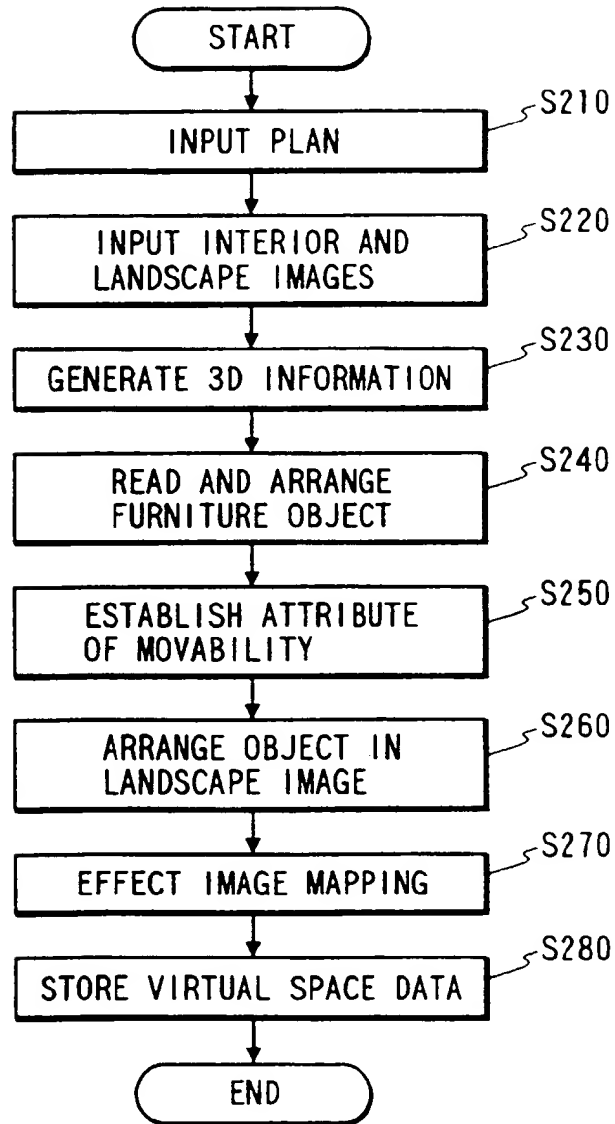 START
S210
INPUT PLAN
S220
INPUT INTERIOR AND
LANDSCAPE IMAGES
S230
GENERATE 3D INFORMATION
S240
READ AND ARRANGE
FURNITURE OBJECT
S250
ESTABLISH ATTRIBUTE
OF MOVABILITY
S260
ARRANGE OBJECT IN
LANDSCAPE IMAGE
S270
EFFECT IMAGE MAPPING
S280
STORE VIRTUAL SPACE DATA
END